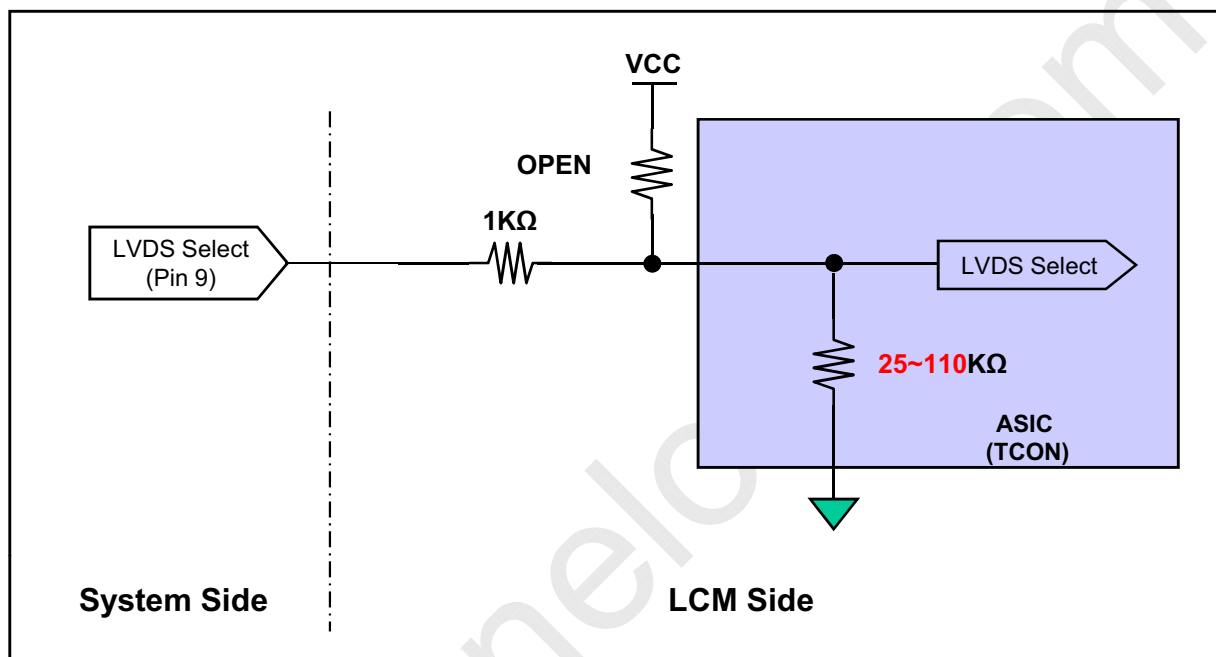 VCC
OPEN
1KΩ
LVDS Select
(Pin 9)
LVDS Select
25~110KΩ
ASIC
(TCON)
System Side
LCM Side